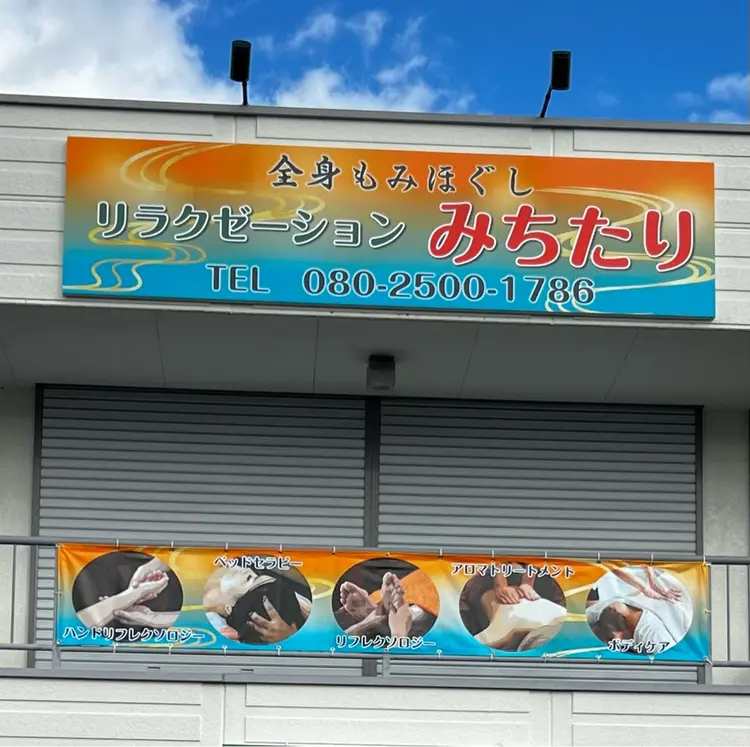 全身もみほぐし
リラクゼーション みちたり
TEL 080-2500-1786
ハンドリフレクソロジー
ベッドセラピー
リフレクソロジー
アロマトリートメント
ボディケア